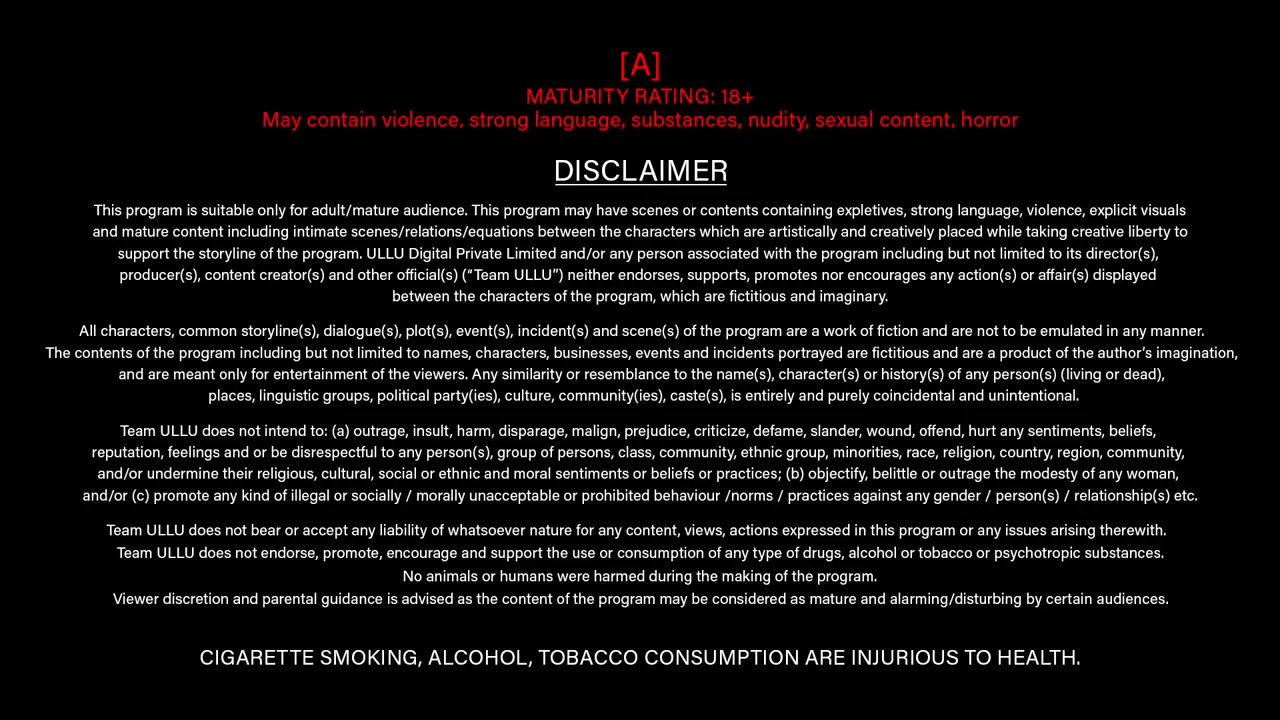 [A]
MATURITY RATING: 18+
May contain violence, strong language, substances, nudity, sexual content, horror
DISCLAIMER
This program is suitable only for adult/mature audience. This program may have scenes or contents containing expletives, strong language, violence, explicit visuals
and mature content including intimate scenes/relations/equations between the characters which are artistically and creatively placed while taking creative liberty to
support the storyline of the program. ULLU Digital Private Limited and/or any person associated with the program including but not limited to its director(s),
producer(s), content creator(s) and other official(s) (“Team ULLU”) neither endorses, supports, promotes nor encourages any action(s) or affair(s) displayed
between the characters of the program, which are fictitious and imaginary.
All characters, common storyline(s), dialogue(s), plot(s), event(s), incident(s) and scene(s) of the program are a work of fiction and are not to be emulated in any manner.
The contents of the program including but not limited to names, characters, businesses, events and incidents portrayed are fictitious and are a product of the author’s imagination,
and are meant only for entertainment of the viewers. Any similarity or resemblance to the name(s), character(s) or history(s) of any person(s) (living or dead),
places, linguistic groups, political party(ies), culture, community(ies), caste(s), is entirely and purely coincidental and unintentional.
Team ULLU does not intend to: (a) outrage, insult, harm, disparage, malign, prejudice, criticize, defame, slander, wound, offend, hurt any sentiments, beliefs,
reputation, feelings and or be disrespectful to any person(s), group of persons, class, community, ethnic group, minorities, race, religion, country, region, community,
and/or undermine their religious, cultural, social or ethnic and moral sentiments or beliefs or practices; (b) objectify, belittle or outrage the modesty of any woman,
and/or (c) promote any kind of illegal or socially / morally unacceptable or prohibited behaviour /norms / practices against any gender / person(s) / relationship(s) etc.
Team ULLU does not bear or accept any liability of whatsoever nature for any content, views, actions expressed in this program or any issues arising therewith.
Team ULLU does not endorse, promote, encourage and support the use or consumption of any type of drugs, alcohol or tobacco or psychotropic substances.
No animals or humans were harmed during the making of the program.
Viewer discretion and parental guidance is advised as the content of the program may be considered as mature and alarming/disturbing by certain audiences.
CIGARETTE SMOKING, ALCOHOL, TOBACCO CONSUMPTION ARE INJURIOUS TO HEALTH.